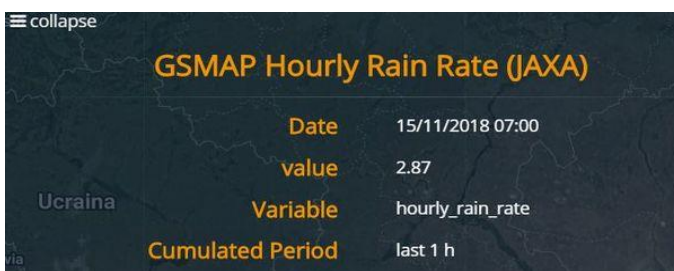 collapse
GSMAP Hourly Rain Rate (JAXA)
Date 15/11/2018 07:00
value 2.87
Ucraina
Variable hourly_rain_rate
Cumulated Period last 1 h
via